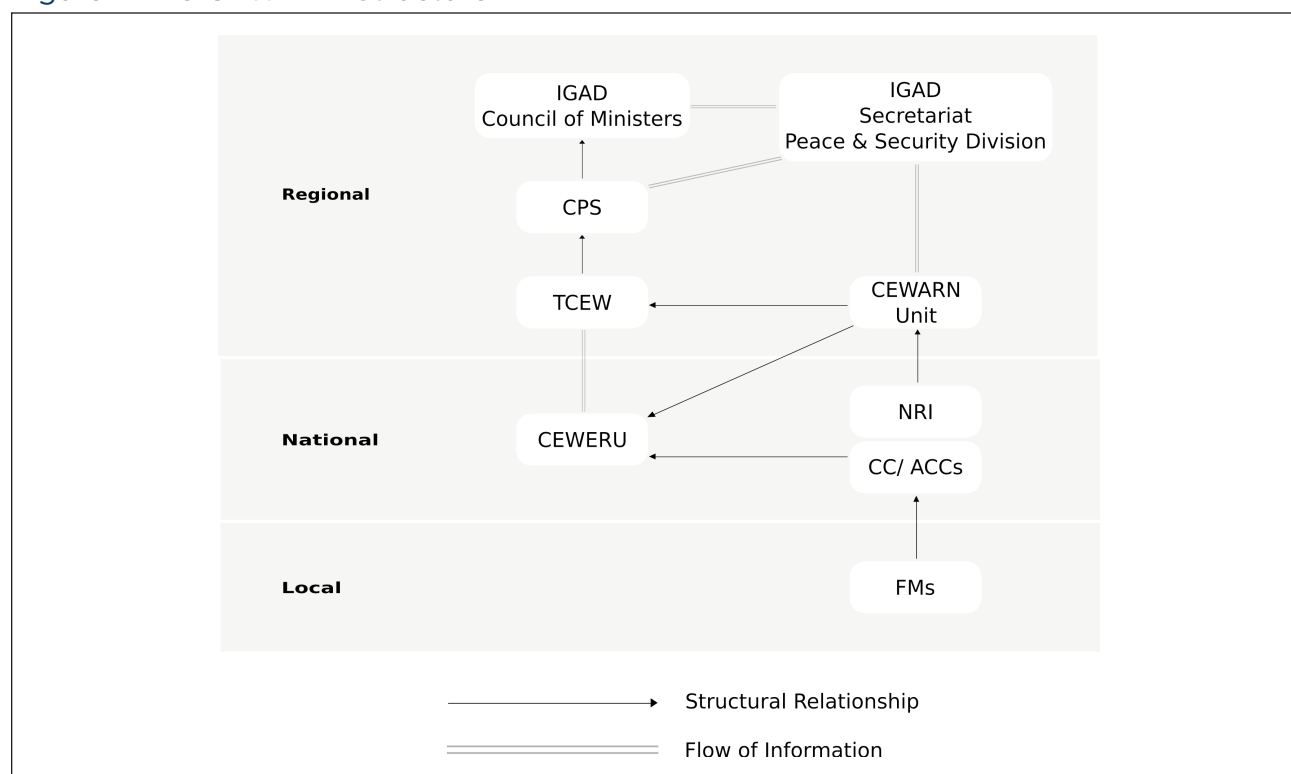 IGAD
Council of Ministers
IGAD
Secretariat
Peace & Security Division
Regional
CPS
TCEW
CEWARN
Unit
NRI
National
CEWERU
CC/ ACCs
Local
FMs
Structural Relationship
Flow of Information